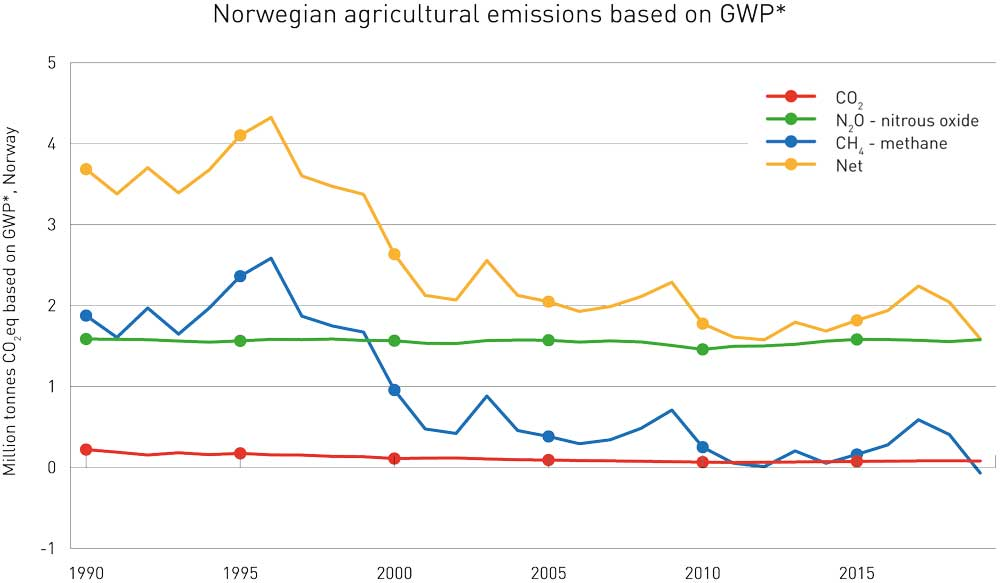 Norwegian agricultural emissions based on GWP*
Million tonnes CO₂eq based on GWP*, Norway
5
4
3
2
1
0
-1
CO₂
N₂O - nitrous oxide
CH₄ - methane
Net
1990 1995 2000 2005 2010 2015